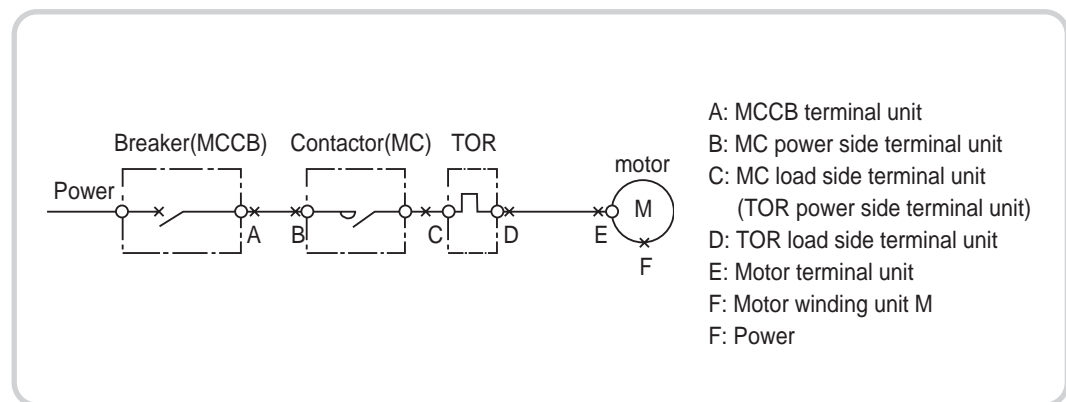 Breaker(MCCB) Contactor(MC) TOR
motor
Power
M
A B C D E
F
A: MCCB terminal unit
B: MC power side terminal unit
C: MC load side terminal unit
(TOR power side terminal unit)
D: TOR load side terminal unit
E: Motor terminal unit
F: Motor winding unit M
F: Power